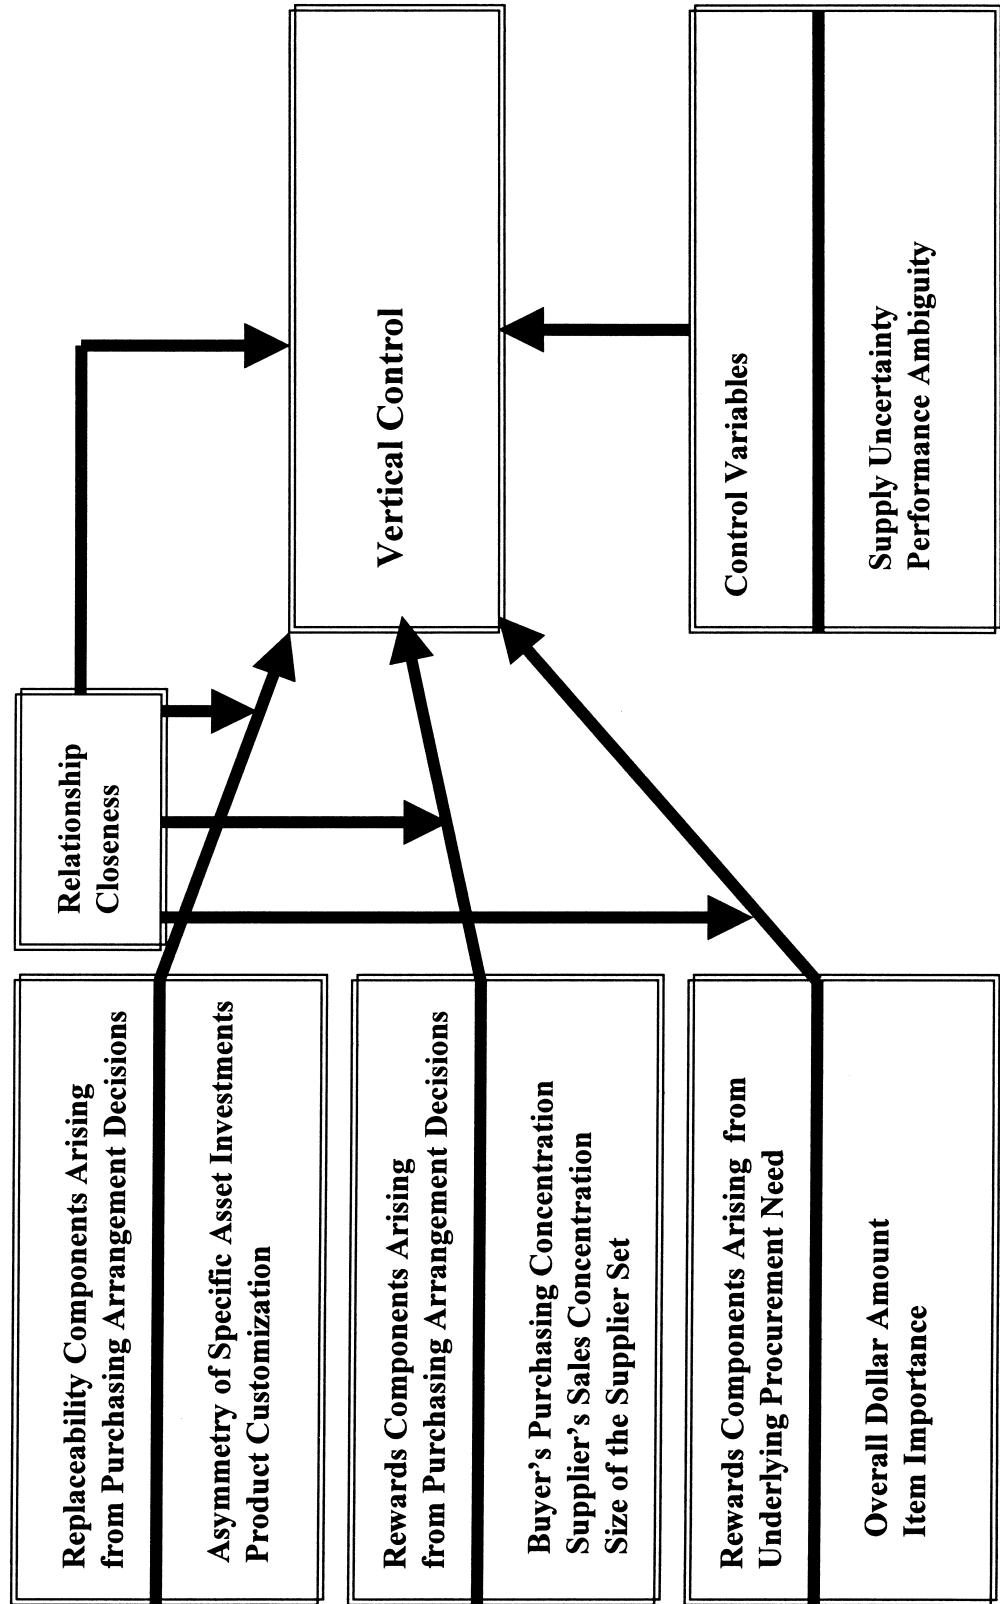 Replaceability Components Arising
from Purchasing Arrangement Decisions
Asymmetry of Specific Asset Investments
Product Customization
Rewards Components Arising
from Purchasing Arrangement Decisions
Buyer's Purchasing Concentration
Supplier's Sales Concentration
Size of the Supplier Set
Rewards Components Arising from
Underlying Procurement Need
Overall Dollar Amount
Item Importance
Relationship
Closeness
Vertical Control
Control Variables
Supply Uncertainty
Performance Ambiguity